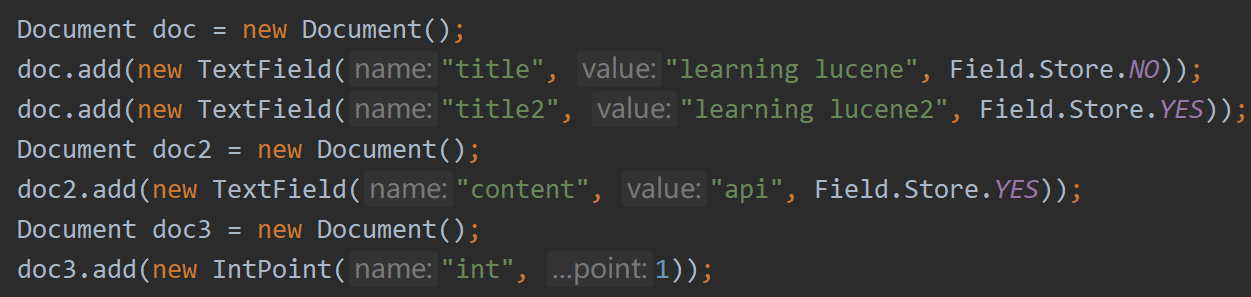 Document doc = new Document();
doc.add(new TextField( name: "title", value: "learning lucene", Field.Store.NO));
doc.add(new TextField( name: "title2", value: "learning lucene2", Field.Store.YES));
Document doc2 = new Document();
doc2.add(new TextField( name: "content", value: "api", Field.Store.YES));
Document doc3 = new Document();
doc3.add(new IntPoint( name: "int", ...point: 1));